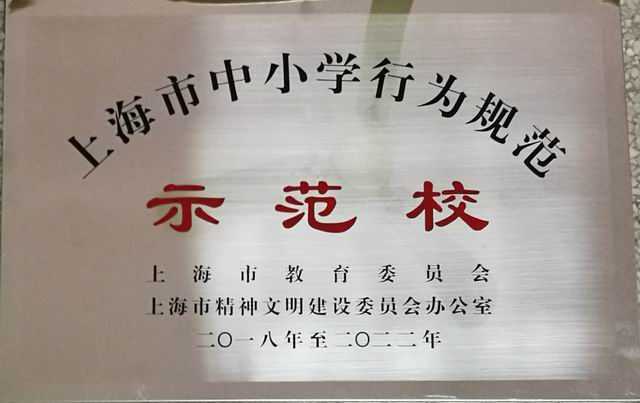 上海市中小学行为规范
示范校
上海市教育委员会
上海市精神文明建设委员会办公室
二〇一八年至二〇二二年